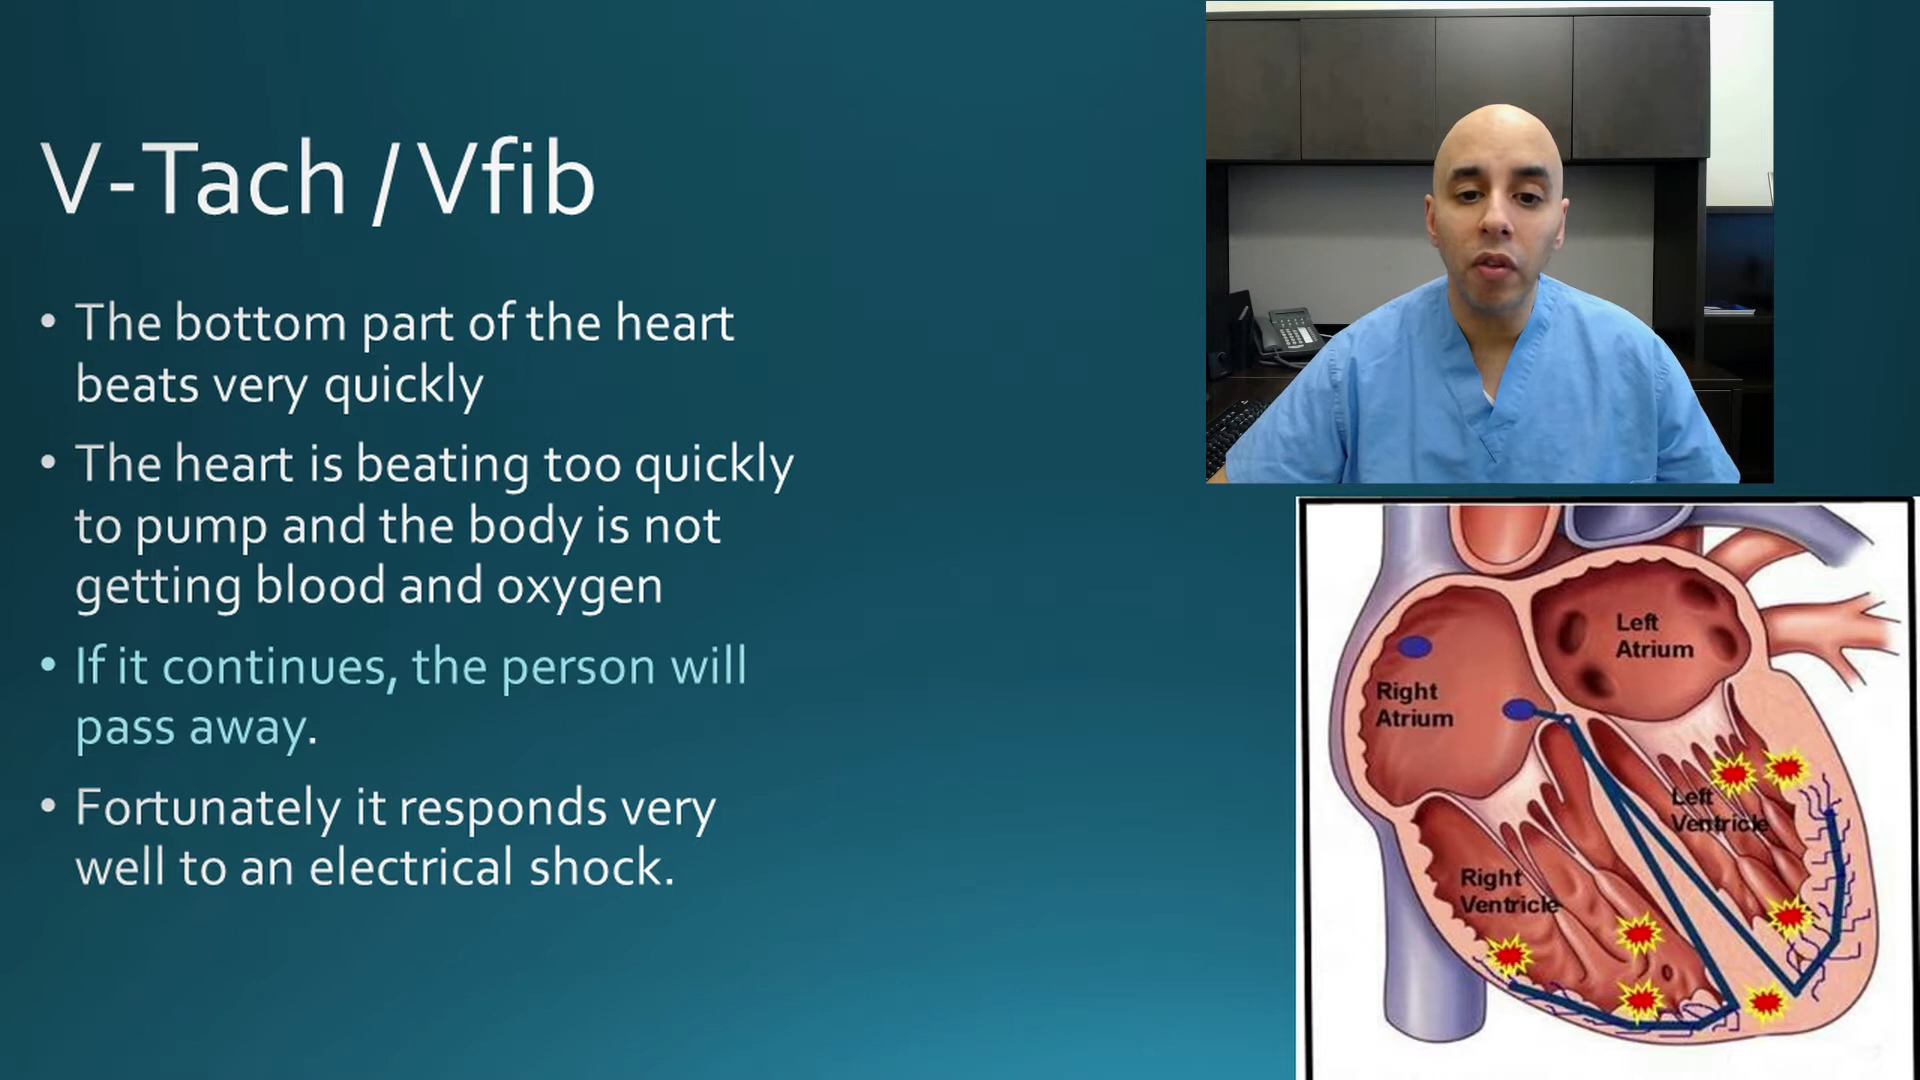 V-Tach / Vfib
• The bottom part of the heart
beats very quickly
• The heart is beating too quickly
to pump and the body is not
getting blood and oxygen
• If it continues, the person will
pass away.
• Fortunately it responds very
well to an electrical shock.
Left
Atrium
Right
Atrium
Left
Ventricle
Right
Ventricle